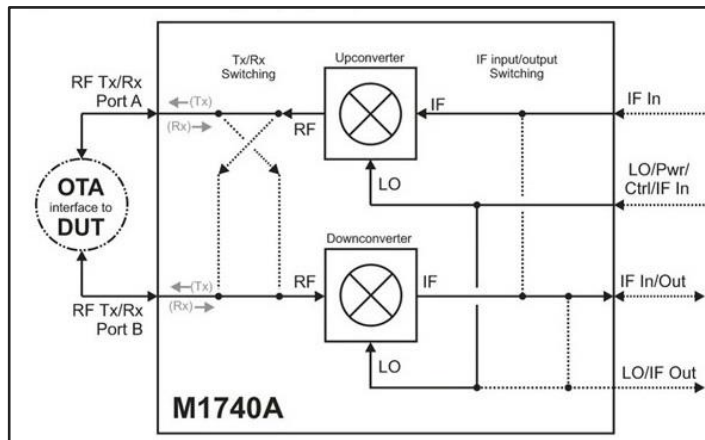 Tx/Rx
Switching
Upconverter
IF input/output
Switching
RF Tx/Rx
Port A
(Tx)
(Rx)
RF
IF
IF In
LO
LO/Pwr/
Ctrl/IF In
OTA
interface to
DUT
Downconverter
(Tx)
(Rx)
RF
IF
IF In/Out
RF Tx/Rx
Port B
LO
LO/IF Out
M1740A